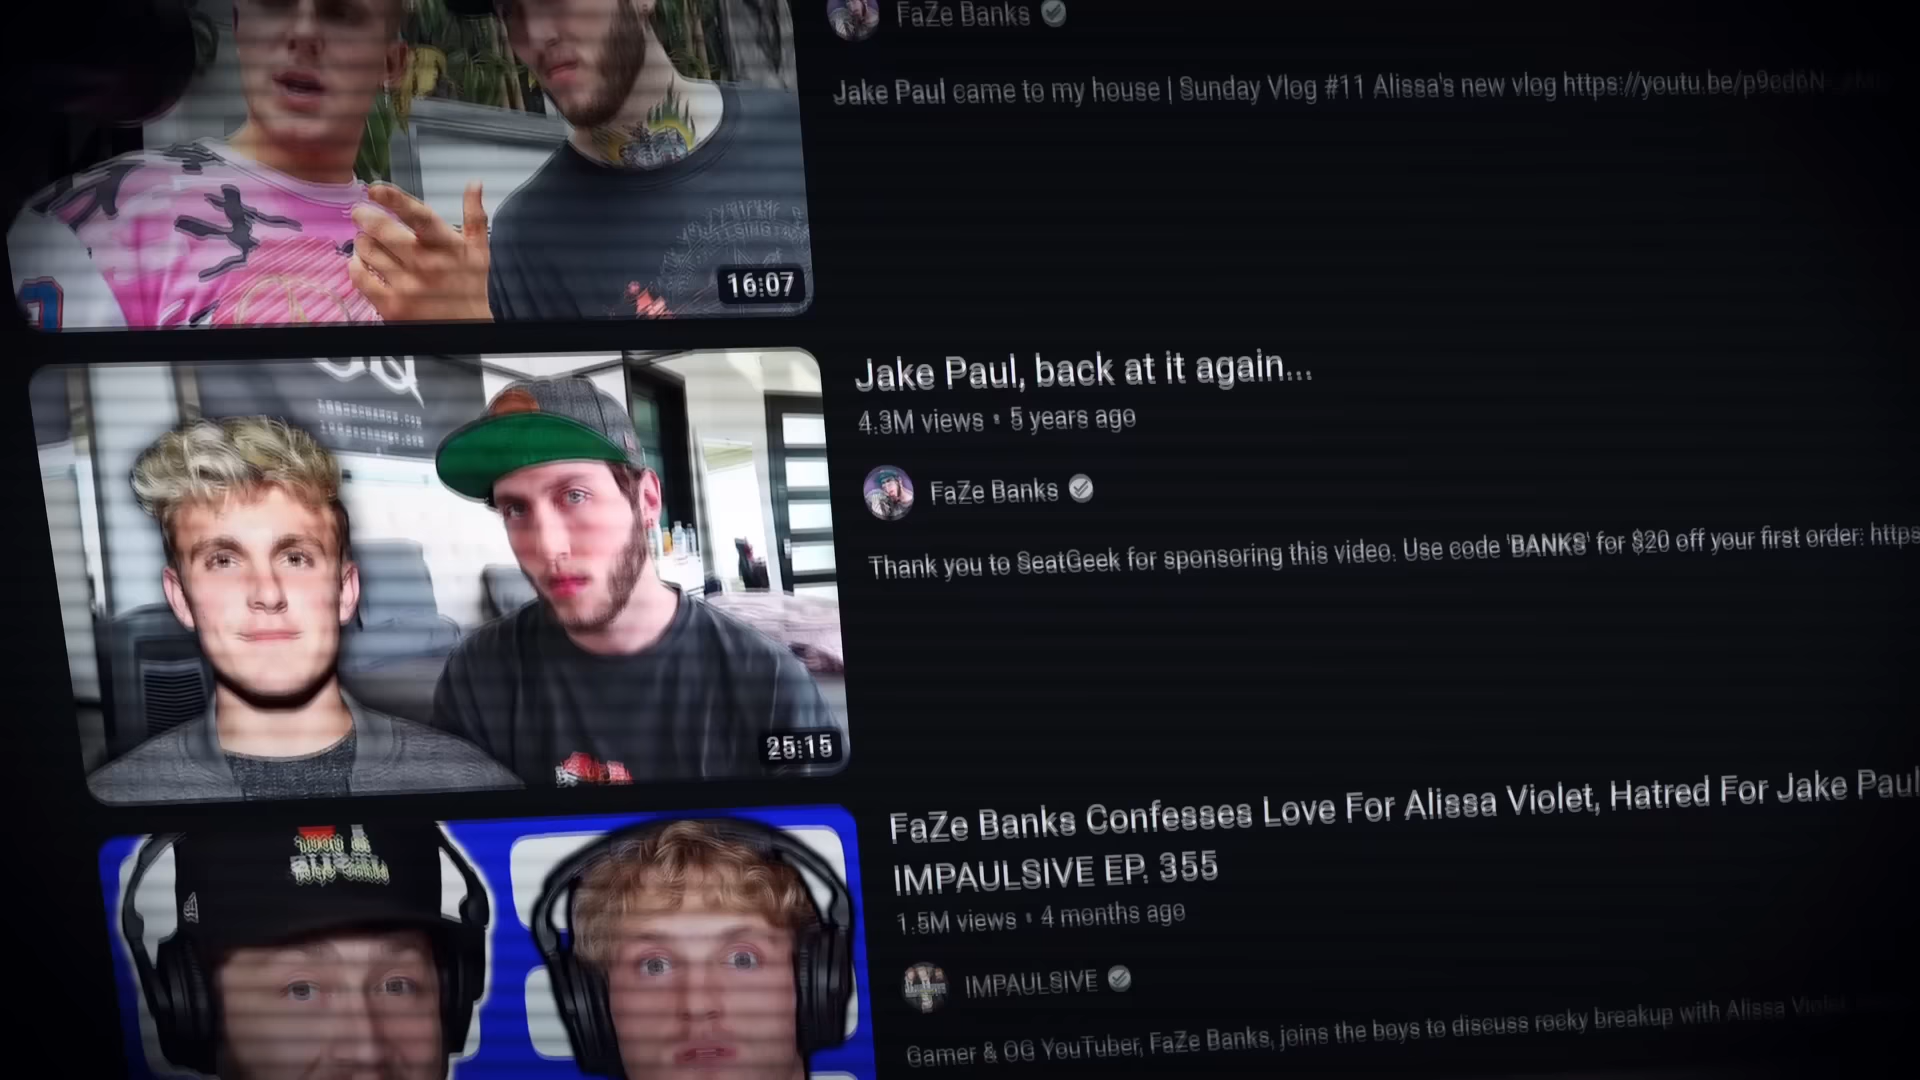 FaZe Banks
Jake Paul came to my house | Sunday Vlog #11 Alissa's new vlog
16:07
Jake Paul, back at it again...
4.3M views • 5 years ago
FaZe Banks
Thank you to SeatGeek for sponsoring this video. Use code 'BANKS' for $20 off your first order: https
25:15
FaZe Banks Confesses Love For Alissa Violet, Hatred For Jake Paul
IMPAULSIVE EP. 355
1.5M views • 4 months ago
IMPAULSIVE
Gamer & OG YouTuber, FaZe Banks, joins the boys to discuss rocky breakup with Alissa Violet,